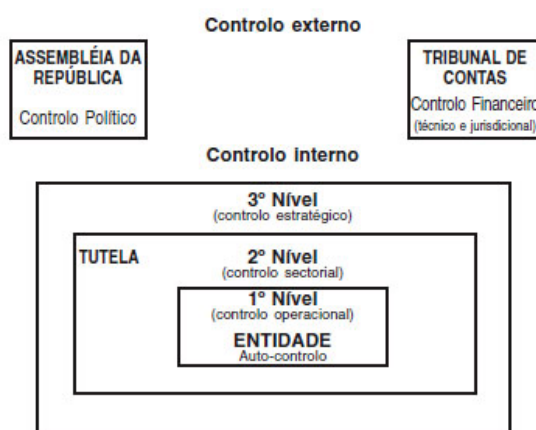 Controlo externo
ASSEMBLÉIA DA
REPÚBLICA
Controlo Político
TRIBUNAL DE
CONTAS
Controlo Financeiro
(técnico e jurisdicional)
Controlo interno
3º Nível
(controlo estratégico)
TUTELA
2º Nível
(controlo sectorial)
1º Nível
(controlo operacional)
ENTIDADE
Auto-controlo